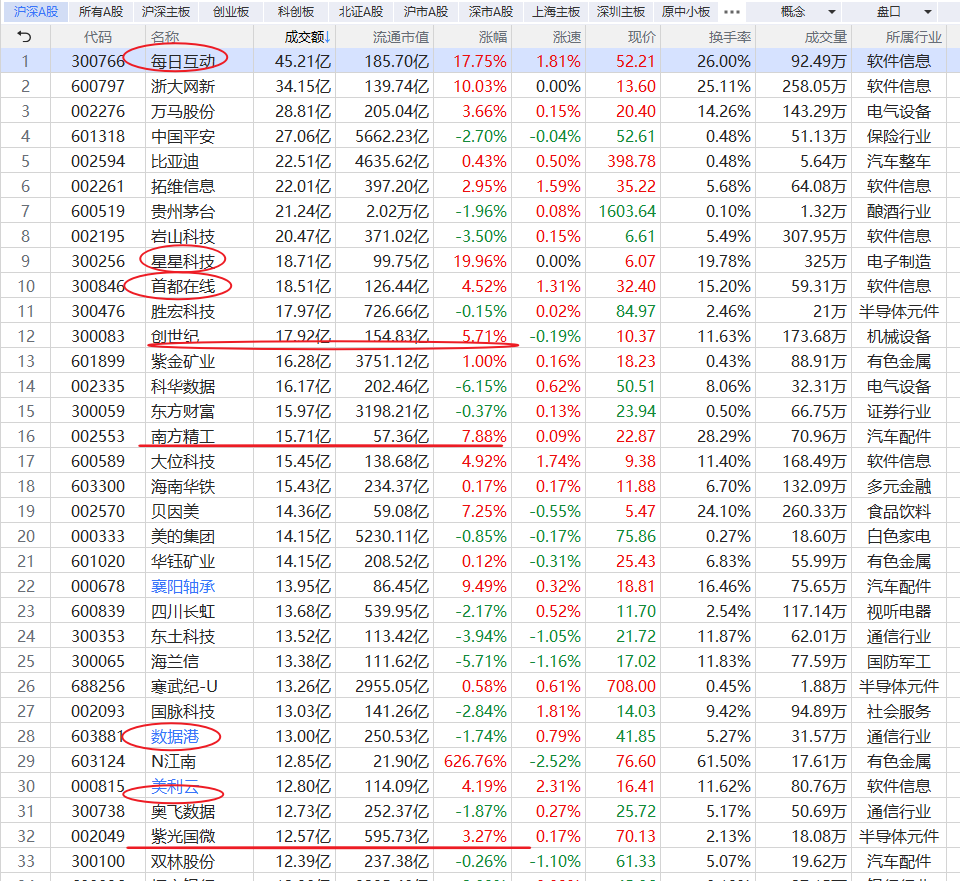 沪深A股 所有A股 沪深主板 创业板 科创板 北证A股 沪市A股 深市A股 上海主板 深圳主板 原中小板 ••• 概念 盘口
代码 名称 成交额↓ 流通市值 涨幅 涨速 现价 换手率 成交量 所属行业
1 300766 每日互动 45.21亿 185.70亿 17.75% 1.81% 52.21 26.00% 92.49万 软件信息
2 600797 浙大网新 34.15亿 139.74亿 10.03% 0.00% 13.60 25.11% 258.05万 软件信息
3 002276 万马股份 28.81亿 205.04亿 3.66% 0.15% 20.40 14.26% 143.29万 电气设备
4 601318 中国平安 27.06亿 5662.23亿 -2.70% -0.04% 52.61 0.48% 51.13万 保险行业
5 002594 比亚迪 22.51亿 4635.62亿 0.43% 0.50% 398.78 0.48% 5.64万 汽车整车
6 002261 拓维信息 22.01亿 397.20亿 2.95% 1.59% 35.22 5.68% 64.08万 软件信息
7 600519 贵州茅台 21.24亿 2.02万亿 -1.96% 0.08% 1603.64 0.10% 1.32万 酿酒行业
8 002195 岩山科技 20.47亿 371.02亿 -3.50% 0.15% 6.61 5.49% 307.95万 软件信息
9 300256 星星科技 18.71亿 99.75亿 19.96% 0.00% 6.07 19.78% 325万 电子制造
10 300846 首都在线 18.51亿 126.44亿 4.52% 1.31% 32.40 15.20% 59.31万 软件信息
11 300476 胜宏科技 17.97亿 726.66亿 -0.15% 0.02% 84.97 2.46% 21万 半导体元件
12 300083 创世纪 17.92亿 154.83亿 5.71% -0.19% 10.37 11.63% 173.68万 机械设备
13 601899 紫金矿业 16.28亿 3751.12亿 1.00% 0.16% 18.23 0.43% 88.91万 有色金属
14 002335 科华数据 16.17亿 202.46亿 -6.15% 0.62% 50.51 8.06% 32.31万 电气设备
15 300059 东方财富 15.97亿 3198.21亿 -0.37% 0.13% 23.94 0.50% 66.75万 证券行业
16 002553 南方精工 15.71亿 57.36亿 7.88% 0.09% 22.87 28.29% 70.96万 汽车配件
17 600589 大位科技 15.45亿 138.68亿 4.92% 1.74% 9.38 11.40% 168.49万 软件信息
18 603300 海南华铁 15.43亿 234.37亿 0.17% 0.17% 11.88 6.70% 132.09万 多元金融
19 002570 贝因美 14.36亿 59.08亿 7.25% -0.55% 5.47 24.10% 260.33万 食品饮料
20 000333 美的集团 14.15亿 5230.11亿 -0.85% -0.17% 75.86 0.27% 18.60万 白色家电
21 601020 华钰矿业 14.15亿 208.52亿 0.12% -0.31% 25.43 6.83% 55.99万 有色金属
22 000678 襄阳轴承 13.95亿 86.45亿 9.49% 0.32% 18.81 16.46% 75.65万 汽车配件
23 600839 四川长虹 13.68亿 539.95亿 -2.17% 0.52% 11.70 2.54% 117.14万 视听电器
24 300353 东土科技 13.52亿 113.42亿 -3.94% -1.05% 21.72 11.87% 62.01万 通信行业
25 300065 海兰信 13.38亿 111.62亿 -5.71% -1.16% 17.02 11.83% 77.59万 国防军工
26 688256 寒武纪-U 13.26亿 2955.05亿 0.58% 0.61% 708.00 0.45% 1.88万 半导体元件
27 002093 国脉科技 13.03亿 141.26亿 -2.84% 1.81% 14.03 9.42% 94.89万 社会服务
28 603881 数据港 13.00亿 250.53亿 -1.74% 0.79% 41.85 5.27% 31.57万 通信行业
29 603124 N江南 12.85亿 21.90亿 626.76% -2.52% 76.60 61.50% 17.61万 有色金属
30 000815 美利云 12.80亿 114.09亿 4.19% 2.31% 16.41 11.62% 80.76万 软件信息
31 300738 奥飞数据 12.73亿 252.37亿 -1.87% 0.27% 25.72 5.17% 50.69万 通信行业
32 002049 紫光国微 12.57亿 595.73亿 3.27% 0.17% 70.13 2.13% 18.08万 半导体元件
33 300100 双林股份 12.39亿 237.38亿 -0.26% -1.10% 61.33 5.07% 19.62万 汽车配件